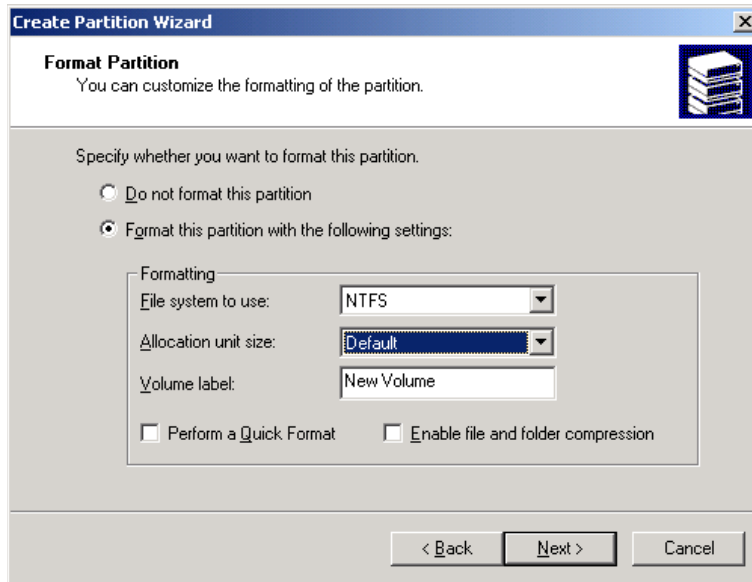 Create Partition Wizard
Format Partition
You can customize the formatting of the partition.
Specify whether you want to format this partition.
Do not format this partition
Format this partition with the following settings:
Formatting
File system to use: NTFS
Allocation unit size: Default
Volume label: New Volume
Perform a Quick Format Enable file and folder compression
< Back Next > Cancel